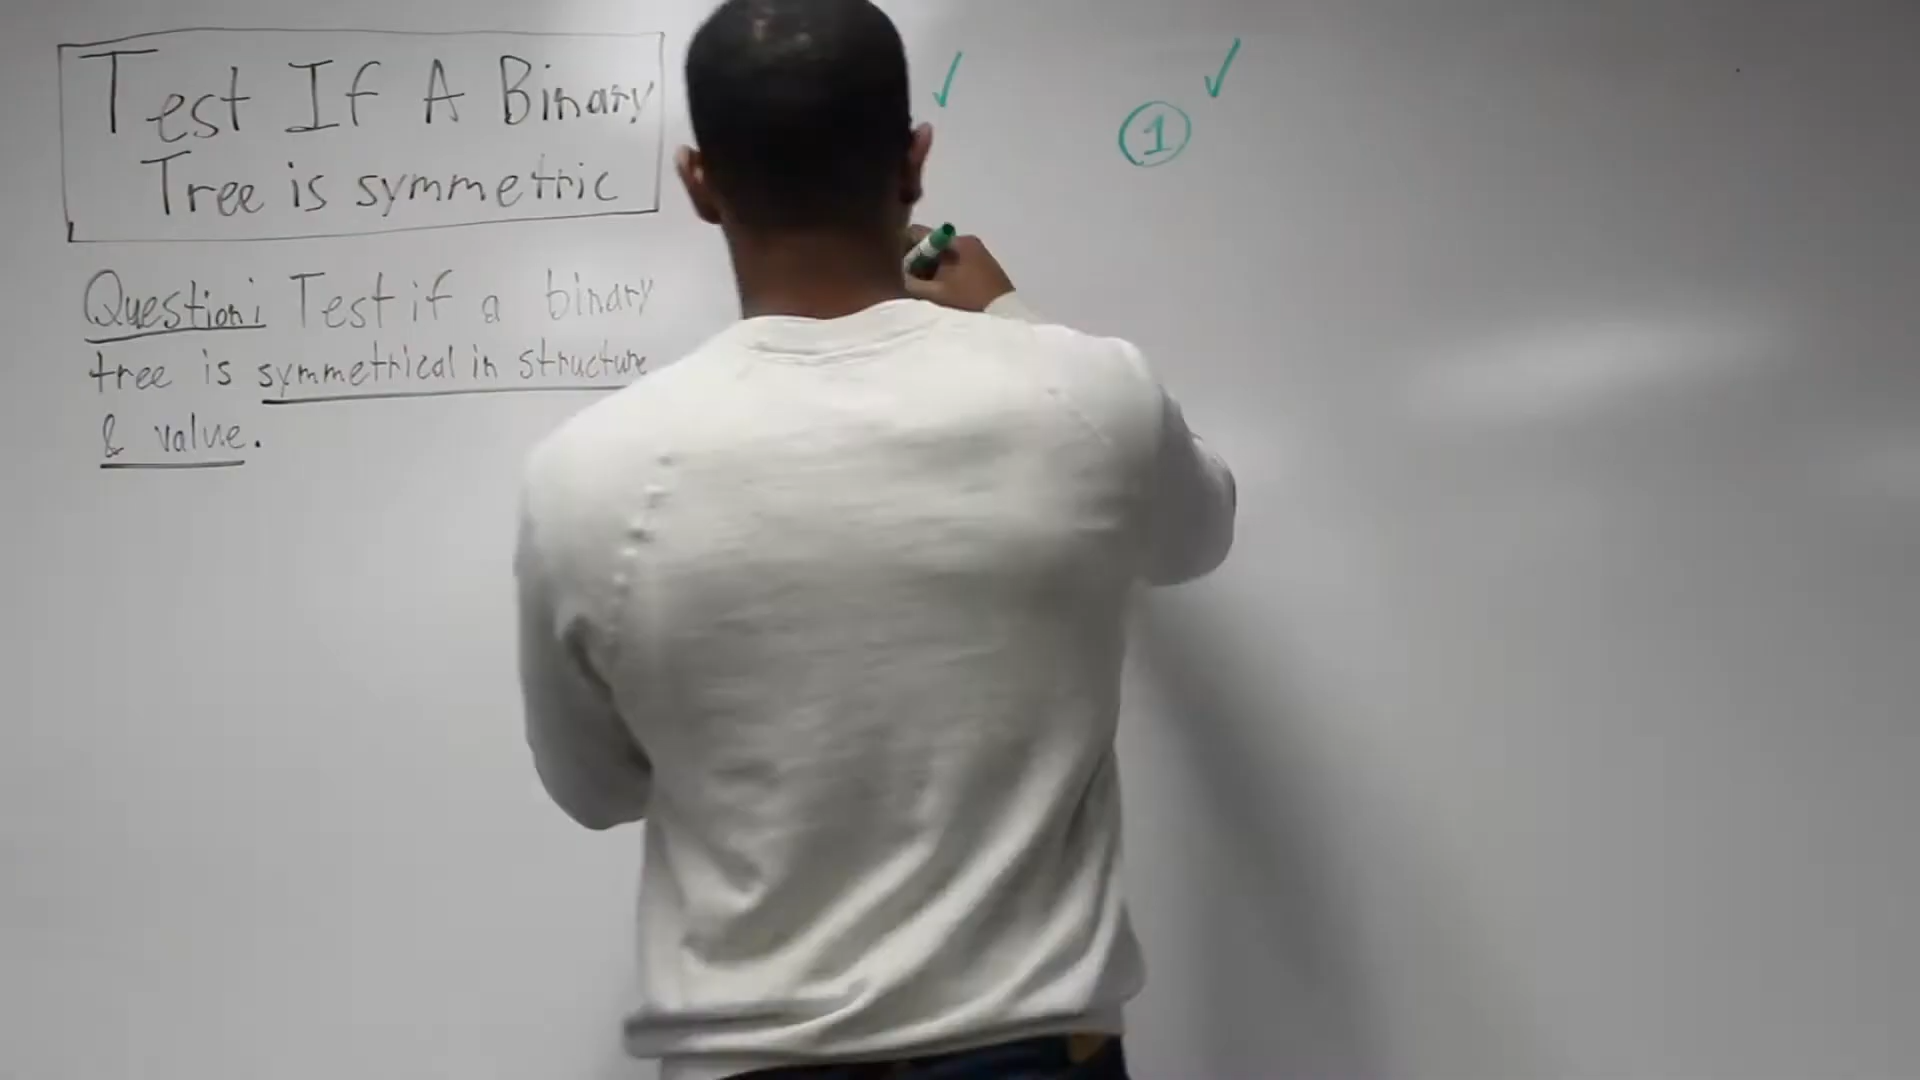 Test If A Binary
Tree is symmetric
Question: Test if a binary
tree is symmetrical in structure
& value.
✓
✓
1